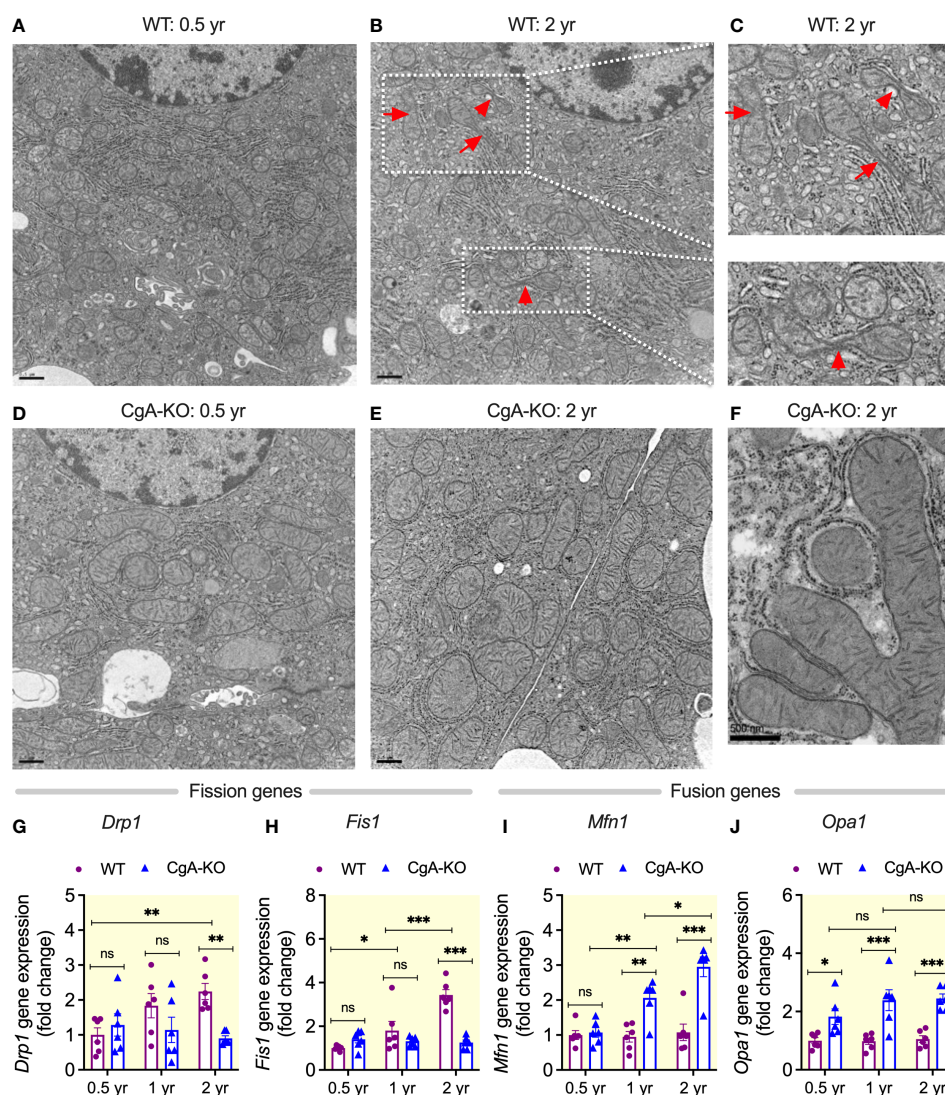 A WT: 0.5 yr
B WT: 2 yr
C WT: 2 yr
D CgA-KO: 0.5 yr
E CgA-KO: 2 yr
F CgA-KO: 2 yr
500 nm
Fission genes
Fusion genes
G Drp1
WT CgA-KO
Drp1 gene expression
(fold change)
5
4
3
2
1
0
ns
**
ns
**
0.5 yr 1 yr 2 yr
H Fis1
WT CgA-KO
Fis1 gene expression
(fold change)
8
6
4
2
0
ns
*
ns
***
***
0.5 yr 1 yr 2 yr
I Mfn1
WT CgA-KO
Mfn1 gene expression
(fold change)
5
4
3
2
1
0
ns
**
**
*
***
0.5 yr 1 yr 2 yr
J Opa1
WT CgA-KO
Opa1 gene expression
(fold change)
6
4
2
0
*
ns
***
ns
***
0.5 yr 1 yr 2 yr